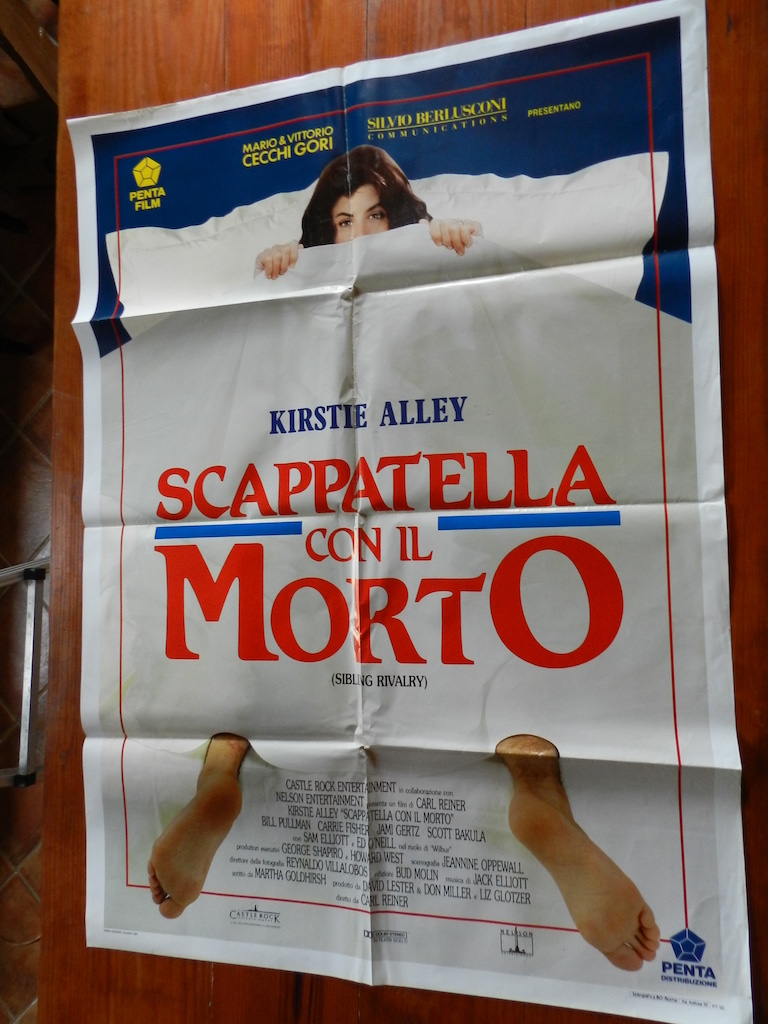 MARIO & VITTORIO
CECCHI GORI
SILVIO BERLUSCONI
COMMUNICATIONS
PRESENTANO
PENTA
FILM
KIRSTIE ALLEY
SCAPPATELLA
CON IL
MORTO
(SIBLING RIVALRY)
CASTLE ROCK ENTERTAINMENT in collaborazione con
NELSON ENTERTAINMENT presenta un film di CARL REINER
KIRSTIE ALLEY "SCAPPATELLA CON IL MORTO"
BILL PULLMAN CARRIE FISHER JAMI GERTZ SCOTT BAKULA
con SAM ELLIOTT e ED O'NEILL nel ruolo di "Wilbur"
produttori esecutivi GEORGE SHAPIRO e HOWARD WEST scenografia JEANNINE OPPEWALL
direttore della fotografia REYNALDO VILLALOBOS BUD MOLIN musica di JACK ELLIOTT
scritto da MARTHA GOLDHIRSH prodotto da DAVID LESTER & DON MILLER e LIZ GLOTZER
diretto da CARL REINER
CASTLE ROCK
DOLBY STEREO
NELSON
PENTA
DISTRIBUZIONE